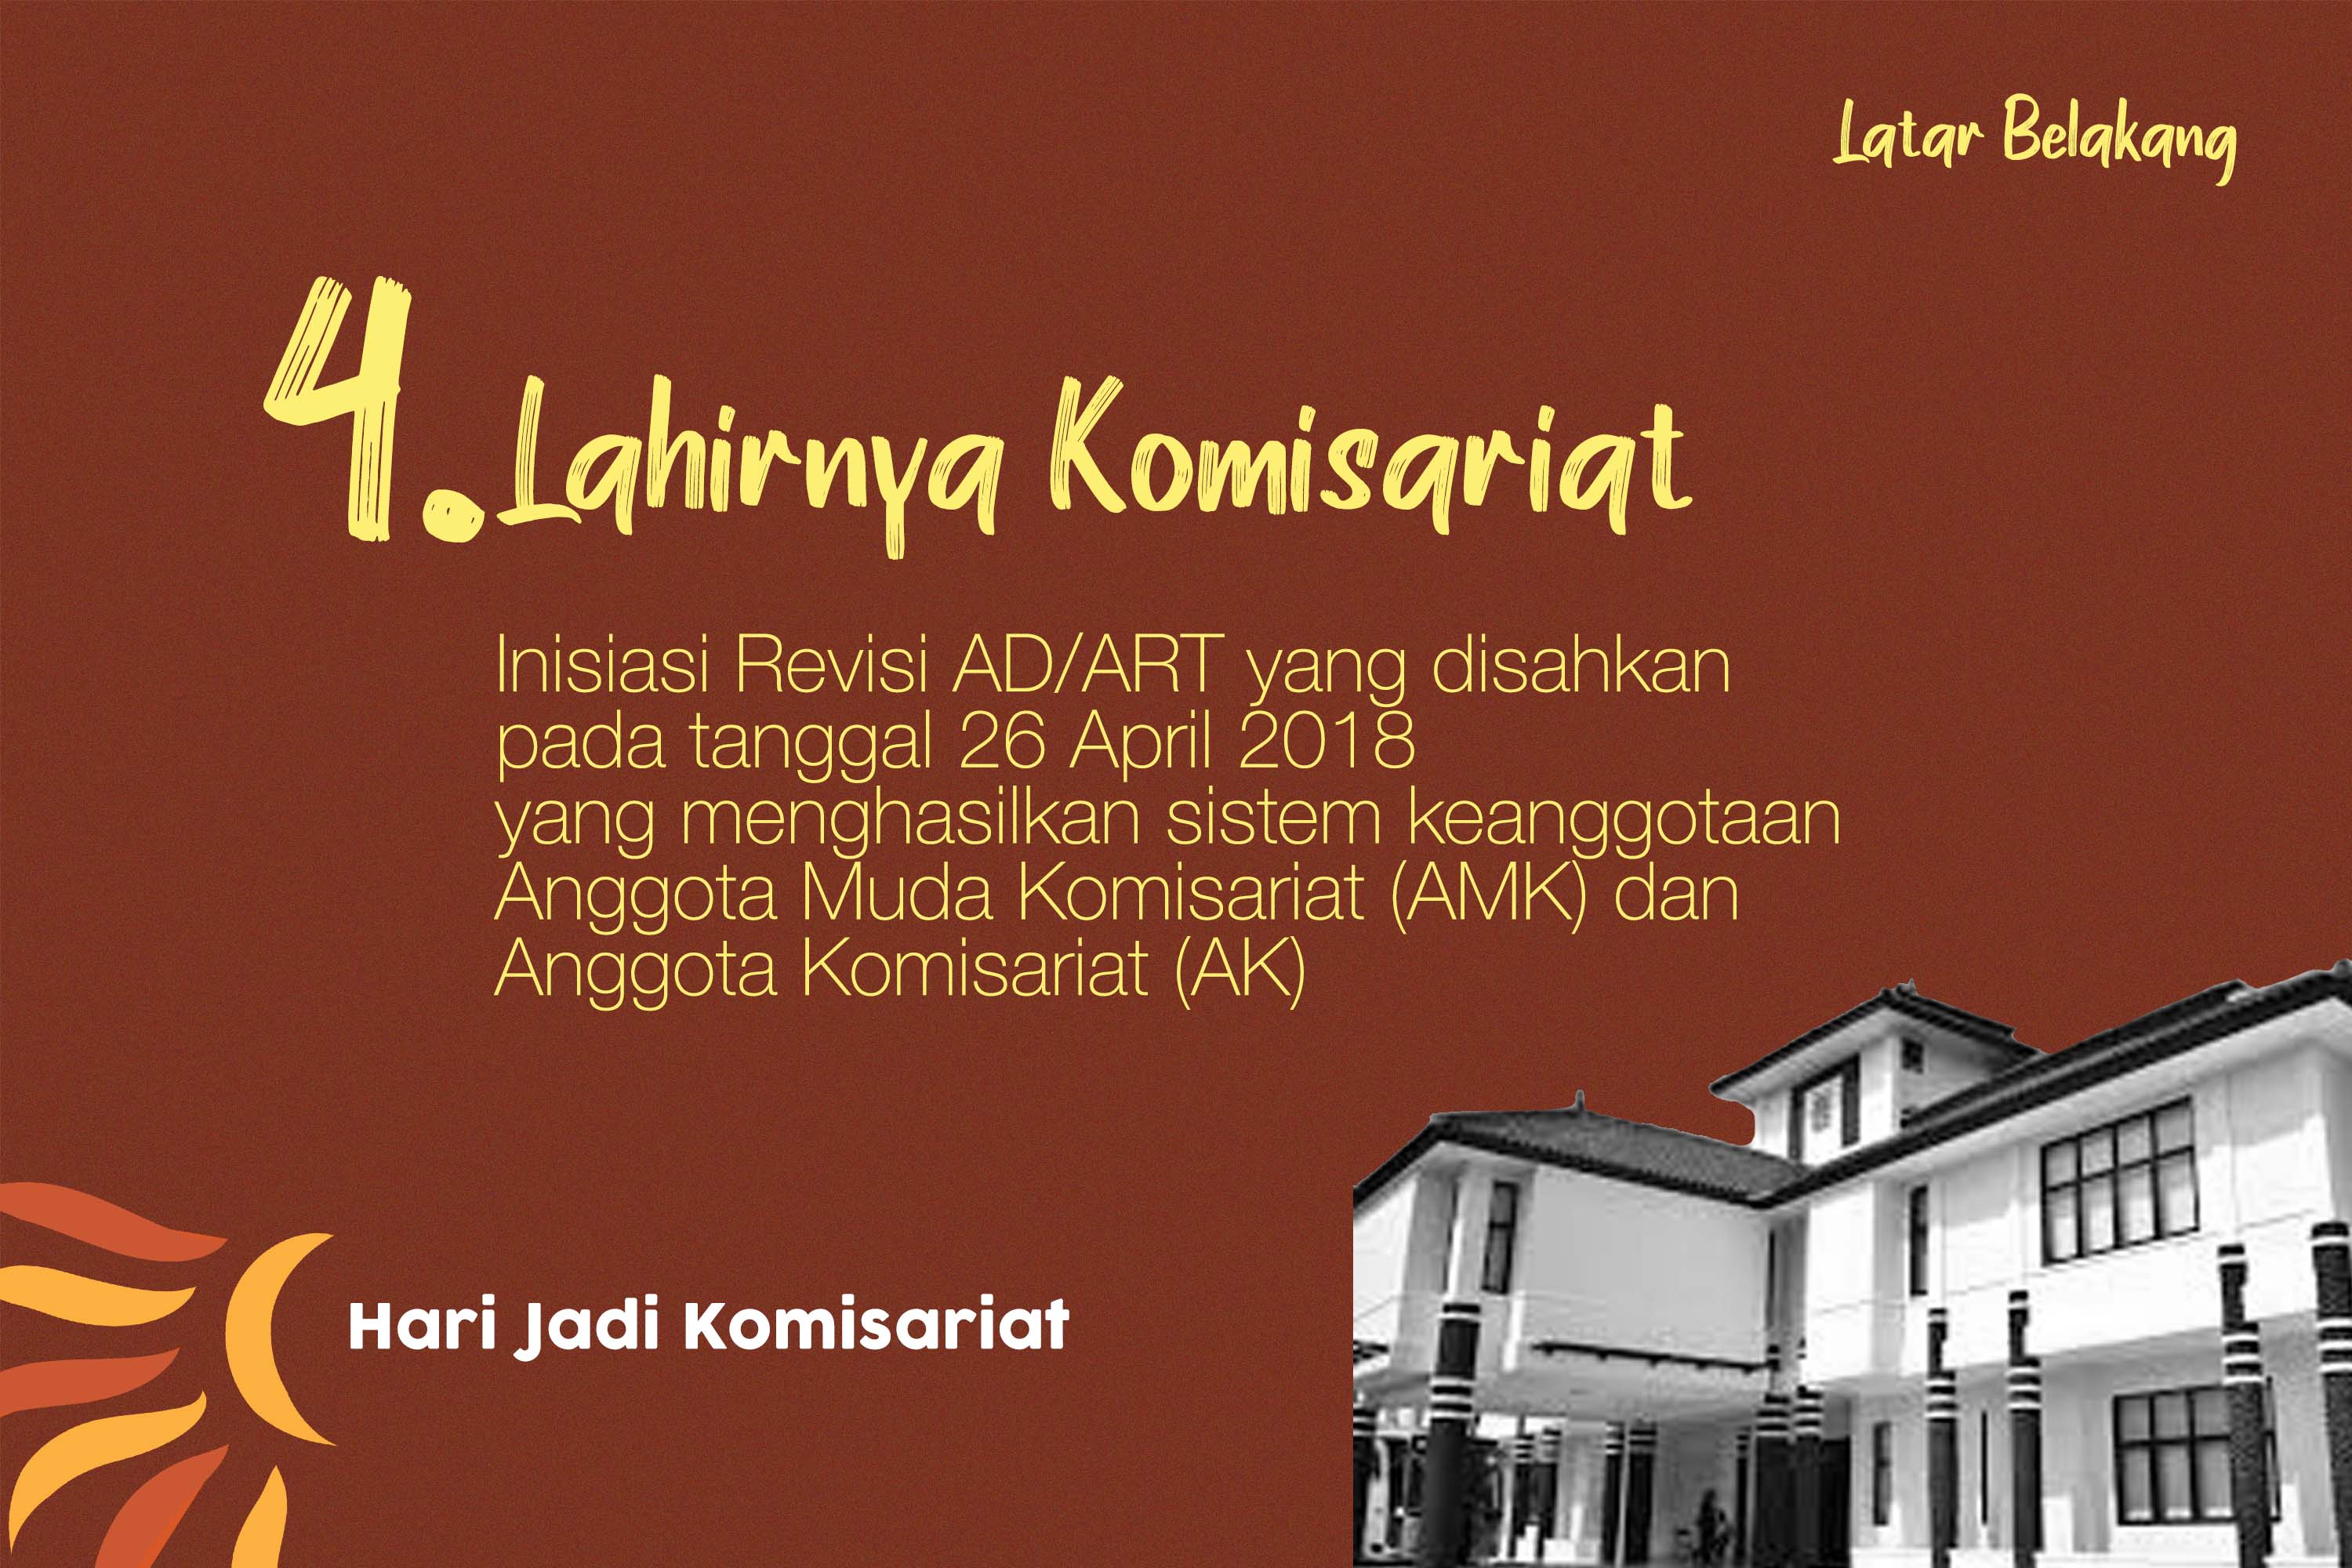 Latar Belakang
4. Lahirnya Komisariat
Inisiasi Revisi AD/ART yang disahkan
pada tanggal 26 April 2018
yang menghasilkan sistem keanggotaan
Anggota Muda Komisariat (AMK) dan
Anggota Komisariat (AK)
Hari Jadi Komisariat